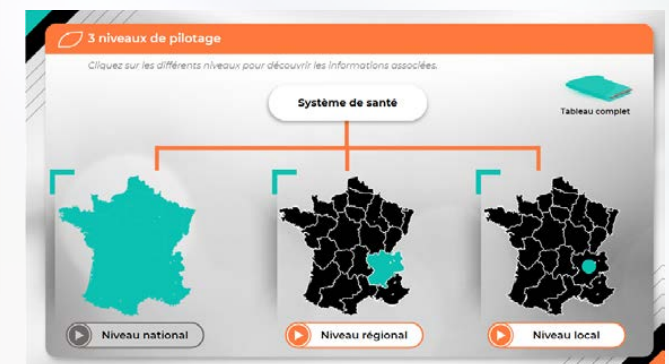 3 niveaux de pilotage
Cliquez sur les différents niveaux pour découvrir les informations associées.
Système de santé
Tableau complet
Niveau national
Niveau régional
Niveau local